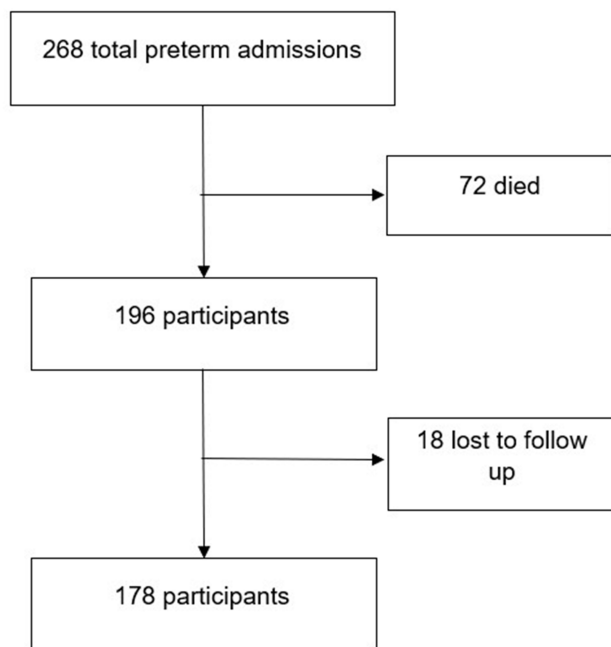 268 total preterm admissions
72 died
196 participants
18 lost to follow
up
178 participants